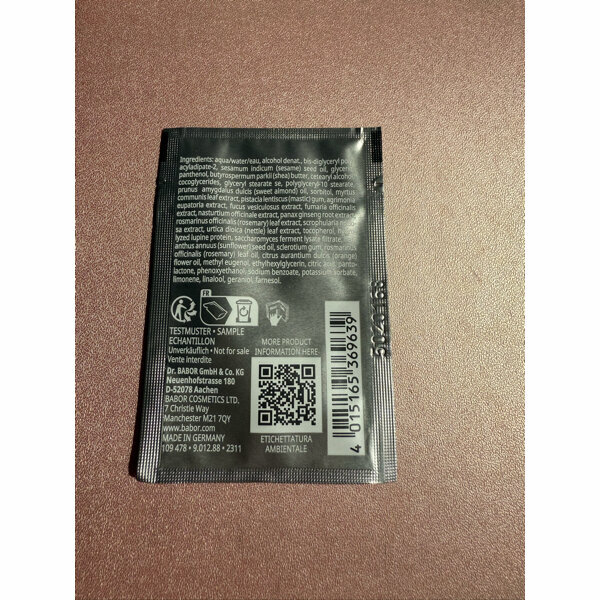 Ingredients: aqua/water/eau, alcohol denat., bis-diglyceryl poly
acyladipate-2, sesamum indicum (sesame) seed oil, glycerin,
panthenol, butyrospermum parkii (shea) butter, cetearyl alcohol,
cocoglycerides, glyceryl stearate se, polyglyceryl-10 stearate,
prunus amygdalus dulcis (sweet almond) oil, sorbitol, myrtus
communis leaf extract, pistacia lentiscus (mastic) gum, agrimonia
eupatoria extract, fucus vesiculosus extract, fumaria officinalis
extract, nasturtium officinale extract, panax ginseng root extract,
rosmarinus officinalis (rosemary) extract, scrophularia
sa extract, urtica dioica (nettle) leaf extract, tocopherol,
lyzed lupine protein, saccharomyces ferment lysate filtrate,
anthus annuus (sunflower) seed oil, sclerotium gum, rosmarinus
officinalis (rosemary) leaf oil, citrus aurantium dulcis (orange)
flower oil, methyl eugenol, ethylhexylglycerin, citric acid, panto-
lactone, phenoxyethanol, sodium benzoate, potassium sorbate,
limonene, linalool, geraniol, farnesol.
FR
TESTMUSTER • SAMPLE
ECHANTILLON
Unverkäuflich • Not for sale
Vente interdite
Dr. BABOR GmbH & Co. KG
Neuenhofstrasse 180
D-52078 Aachen
BABOR COSMETICS LTD.
7 Christie Way
Manchester M21 7QY
www.babor.com
MADE IN GERMANY
109 478 • 9.012.88 • 2311
MORE PRODUCT
INFORMATION HERE
ETICHETTATURA
AMBIENTALE
4 015165 369639